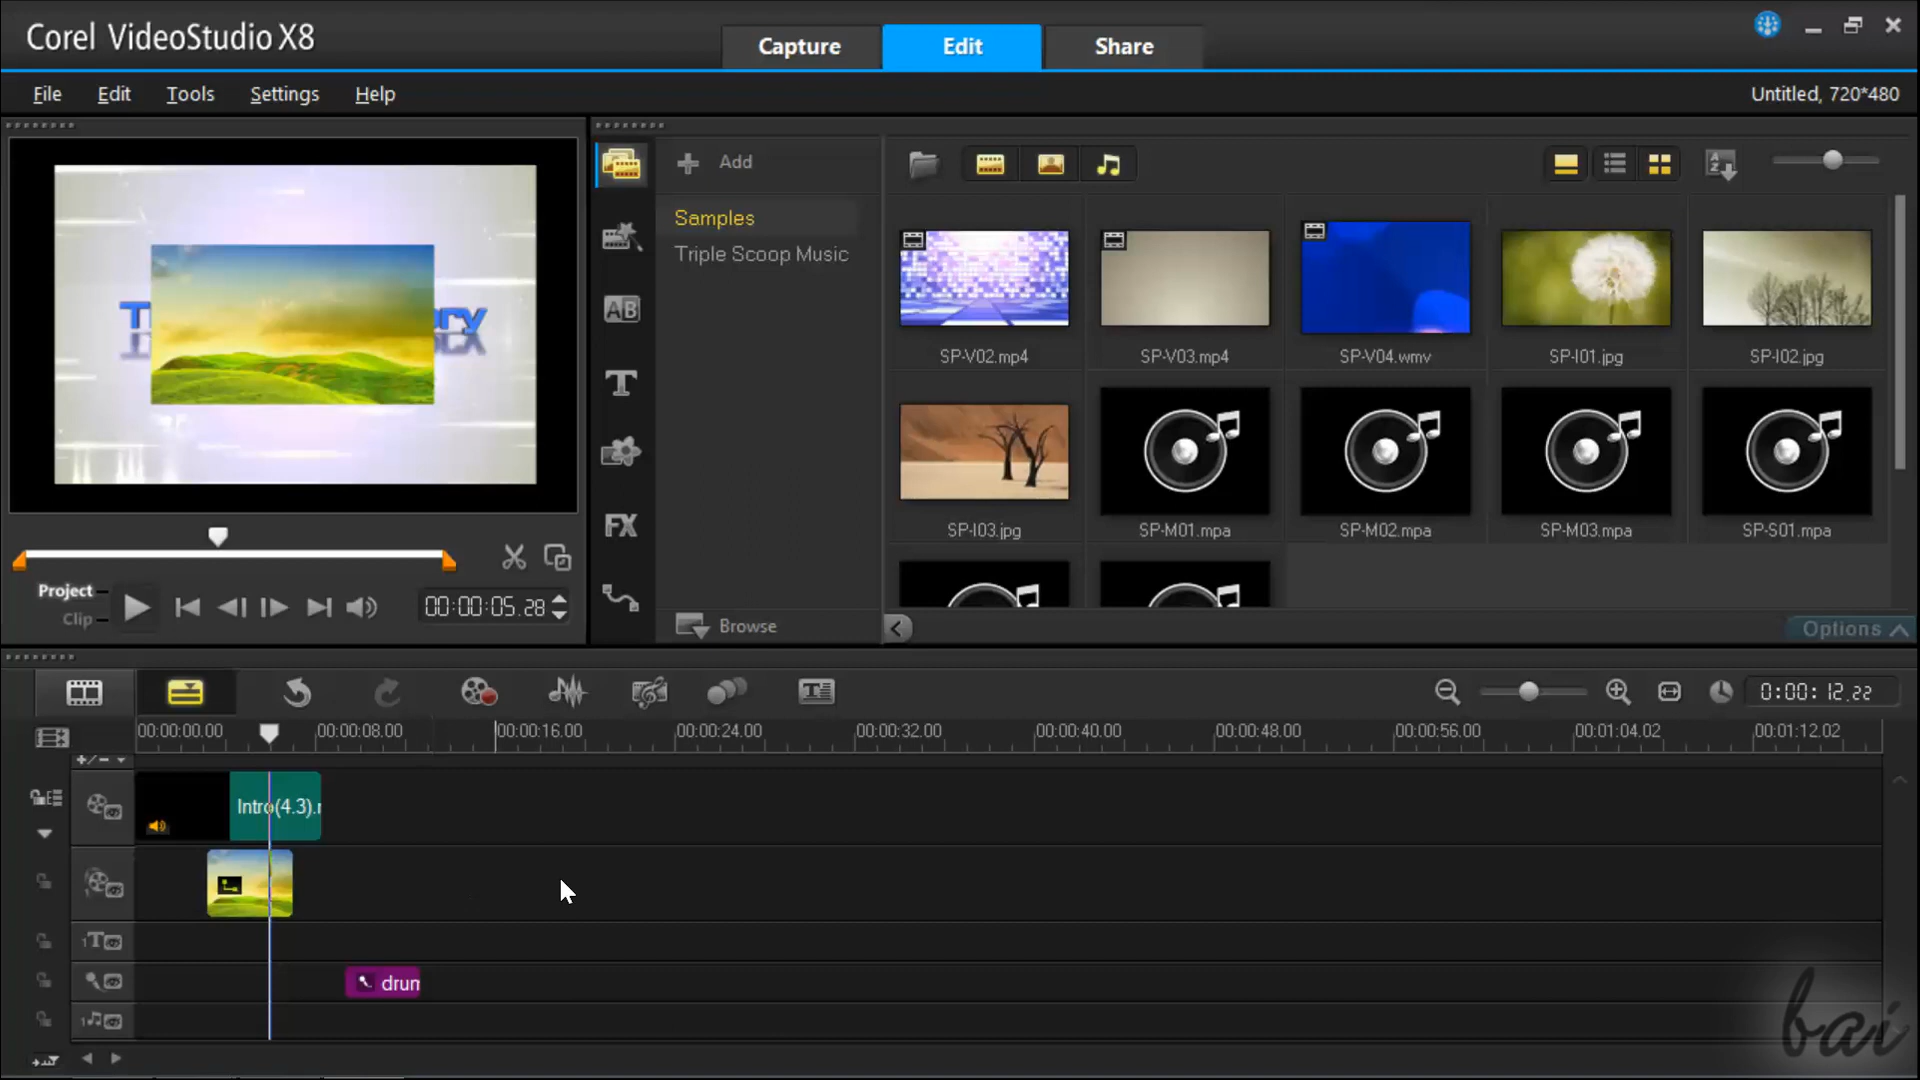 Corel VideoStudio X8
Capture
Edit
Share
File
Edit
Tools
Settings
Help
Untitled, 720*480
Add
Samples
Triple Scoop Music
Browse
SP-V02.mp4
SP-V03.mp4
SP-V04.wmv
SP-I01.jpg
SP-I02.jpg
SP-I03.jpg
SP-M01.mpa
SP-M02.mpa
SP-M03.mpa
SP-S01.mpa
AB
T
FX
Options
Project
Clip
00:00:05.28
0:00:12.22
00:00:00.00
00:00:08.00
00:00:16.00
00:00:24.00
00:00:32.00
00:00:40.00
00:00:48.00
00:00:56.00
00:01:04.02
00:01:12.02
Intro(4.3).
1T
drum
1
bai